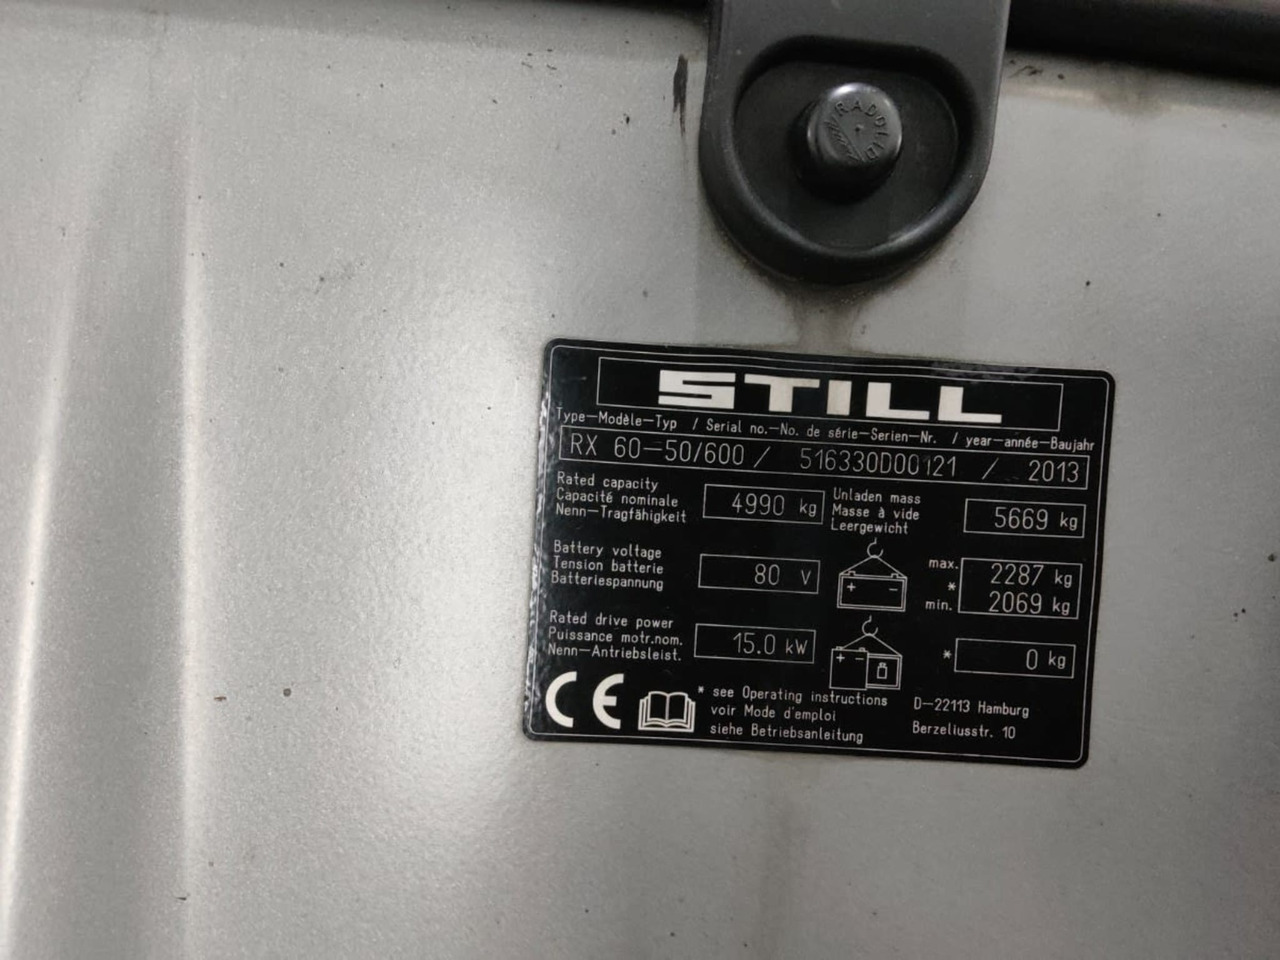 RADOLID
STILL
Type-Modèle-Typ / Serial no.-No. de série-Serien-Nr. / year-année-Baujahr
RX 60-50/600 / 516330D00121 / 2013
Rated capacity
Capacité nominale
Nenn-Tragfähigkeit
4990 kg
Unladen mass
Masse à vide
Leergewicht
5669 kg
Battery voltage
Tension batterie
Batteriespannung
80 V
+ -
max. 2287 kg
*
min. 2069 kg
Rated drive power
Puissance motr.nom.
Nenn-Antriebsleist.
15.0 kW
+ -
* 0 kg
CE
* see Operating instructions
voir Mode d'emploi
siehe Betriebsanleitung
D-22113 Hamburg
Berzeliusstr. 10